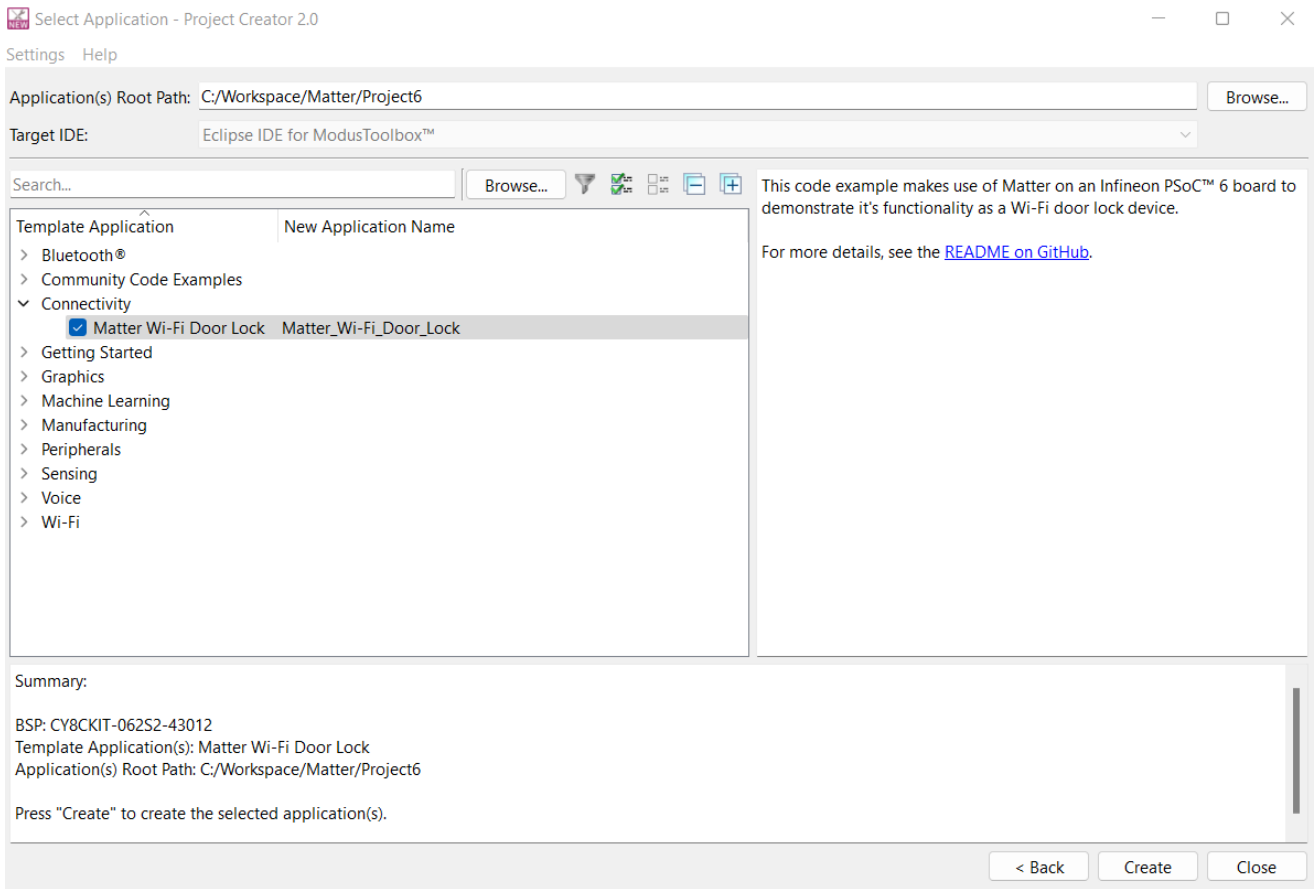 NEW Select Application - Project Creator 2.0
Settings Help
Application(s) Root Path: C:/Workspace/Matter/Project6 Browse...
Target IDE: Eclipse IDE for ModusToolbox™
Search... Browse...
Template Application New Application Name
Bluetooth®
Community Code Examples
Connectivity
Matter Wi-Fi Door Lock Matter_Wi-Fi_Door_Lock
Getting Started
Graphics
Machine Learning
Manufacturing
Peripherals
Sensing
Voice
Wi-Fi
This code example makes use of Matter on an Infineon PSoC™ 6 board to
demonstrate it's functionality as a Wi-Fi door lock device.
For more details, see the README on GitHub.
Summary:
BSP: CY8CKIT-062S2-43012
Template Application(s): Matter Wi-Fi Door Lock
Application(s) Root Path: C:/Workspace/Matter/Project6
Press "Create" to create the selected application(s).
< Back Create Close